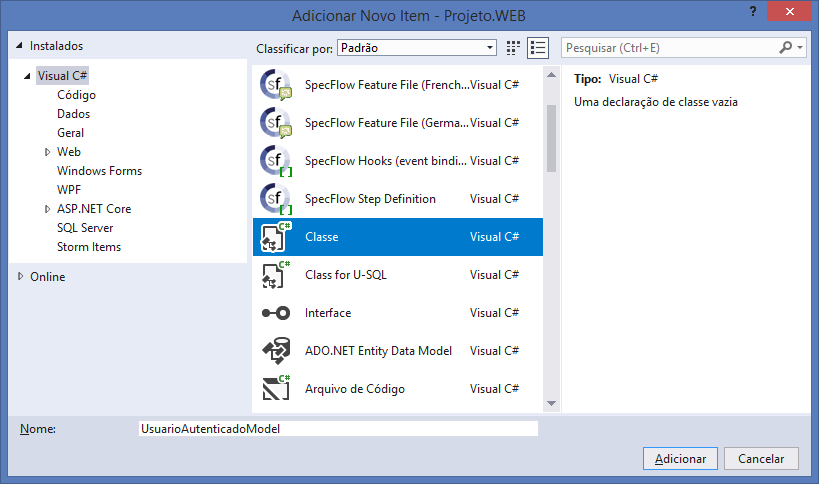 Adicionar Novo Item - Projeto.WEB
?
Instalados
Classificar por: Padrão
Pesquisar (Ctrl+E)
Visual C#
Código
Dados
Geral
Web
Windows Forms
WPF
ASP.NET Core
SQL Server
Storm Items
Online
SpecFlow Feature File (French... Visual C#
SpecFlow Feature File (Germa... Visual C#
SpecFlow Hooks (event bindi... Visual C#
SpecFlow Step Definition Visual C#
Classe Visual C#
Class for U-SQL Visual C#
Interface Visual C#
ADO.NET Entity Data Model Visual C#
Arquivo de Código Visual C#
Tipo: Visual C#
Uma declaração de classe vazia
Nome: UsuarioAutenticadoModel
Adicionar Cancelar